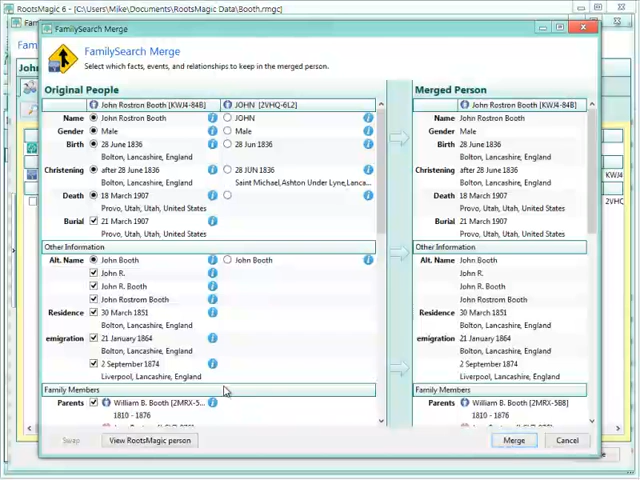 RootsMagic 6 - [C:\Users\Mike\Documents\RootsMagic Data\Booth.rmgc]
FamilySearch Merge
FamilySearch Merge
Select which facts, events, and relationships to keep in the merged person.
Original People
Merged Person
John Rostron Booth [KWJ4-84B] JOHN [2VHQ-6L2] John Rostron Booth [KWJ4-84B]
Name John Rostron Booth JOHN Name John Rostron Booth
Gender Male Male Gender Male
Birth 28 June 1836 28 Jun 1836 Birth 28 June 1836
Bolton, Lancashire, England Bolton, Lancashire, England
Christening after 28 June 1836 28 JUN 1836 Christening after 28 June 1836
Bolton, Lancashire, England Saint Michael,Ashton Under Lyne,Lanca... Bolton, Lancashire, England
Death 18 March 1907 Death 18 March 1907
Provo, Utah, Utah, United States Provo, Utah, Utah, United States
Burial 21 March 1907 Burial 21 March 1907
Provo, Utah, Utah, United States Provo, Utah, Utah, United States
Other Information Other Information
Alt. Name John Booth John Booth Alt. Name John Booth
John R. John R.
John R. Booth John R. Booth
John Rostrom Booth John Rostrom Booth
Residence 30 March 1851 Residence 30 March 1851
Bolton, Lancashire, England Bolton, Lancashire, England
emigration 21 January 1864 emigration 21 January 1864
Bolton, Lancashire, England Bolton, Lancashire, England
2 September 1874 2 September 1874
Liverpool, Lancashire, England Liverpool, Lancashire, England
Family Members Family Members
Parents William B. Booth [2MRX-5... Parents William B. Booth [2MRX-5B8]
1810 - 1876 1810 - 1876
Swap View RootsMagic person Merge Cancel